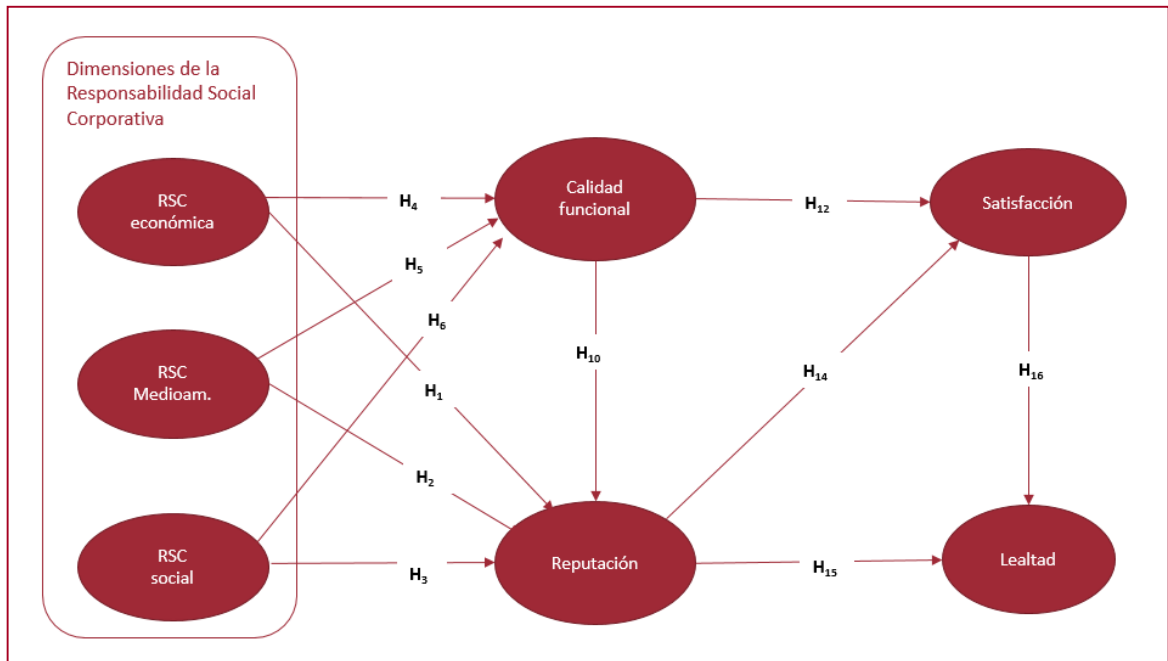 Dimensiones de la
Responsabilidad Social
Corporativa
RSC
económica
RSC
Medioam.
RSC
social
H₄
H₅
H₆
H₁
H₂
H₃
Calidad
funcional
H₁₀
Reputación
H₁₂
H₁₄
H₁₅
Satisfacción
H₁₆
Lealtad